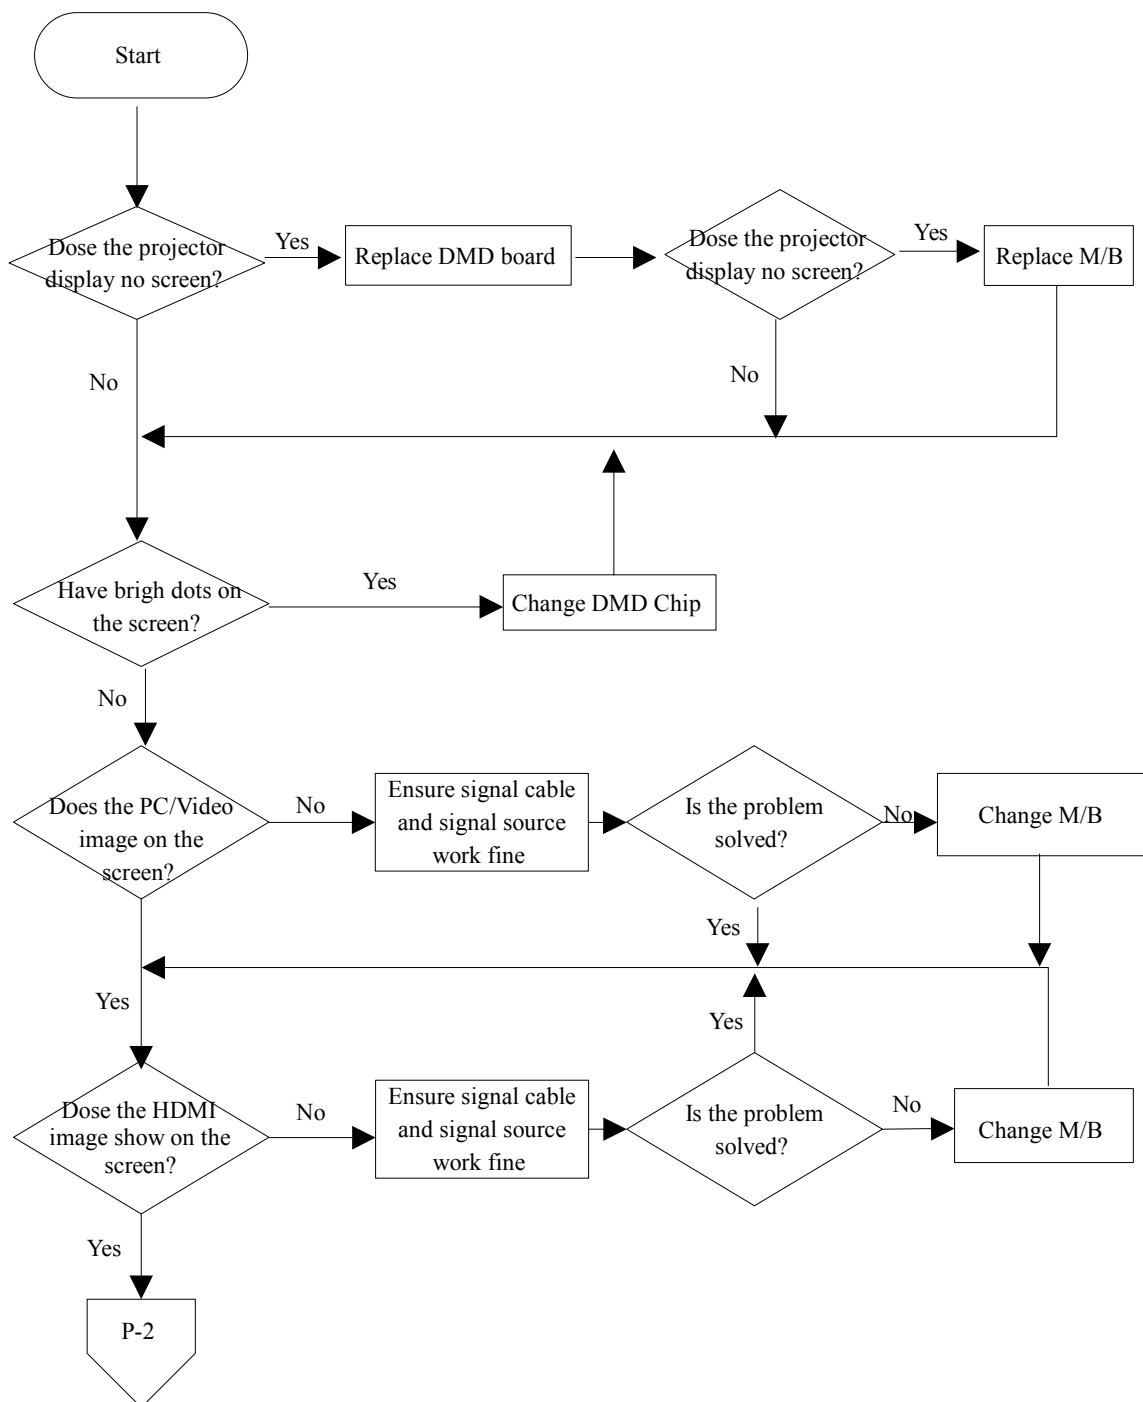 Start
Dose the projector
display no screen?
Yes
Replace DMD board
Dose the projector
display no screen?
Yes
Replace M/B
No
No
Have brigh dots on
the screen?
Yes
Change DMD Chip
No
Does the PC/Video
image on the
screen?
No
Ensure signal cable
and signal source
work fine
Is the problem
solved?
No
Change M/B
Yes
Yes
Yes
Dose the HDMI
image show on the
screen?
No
Ensure signal cable
and signal source
work fine
Is the problem
solved?
No
Change M/B
Yes
P-2